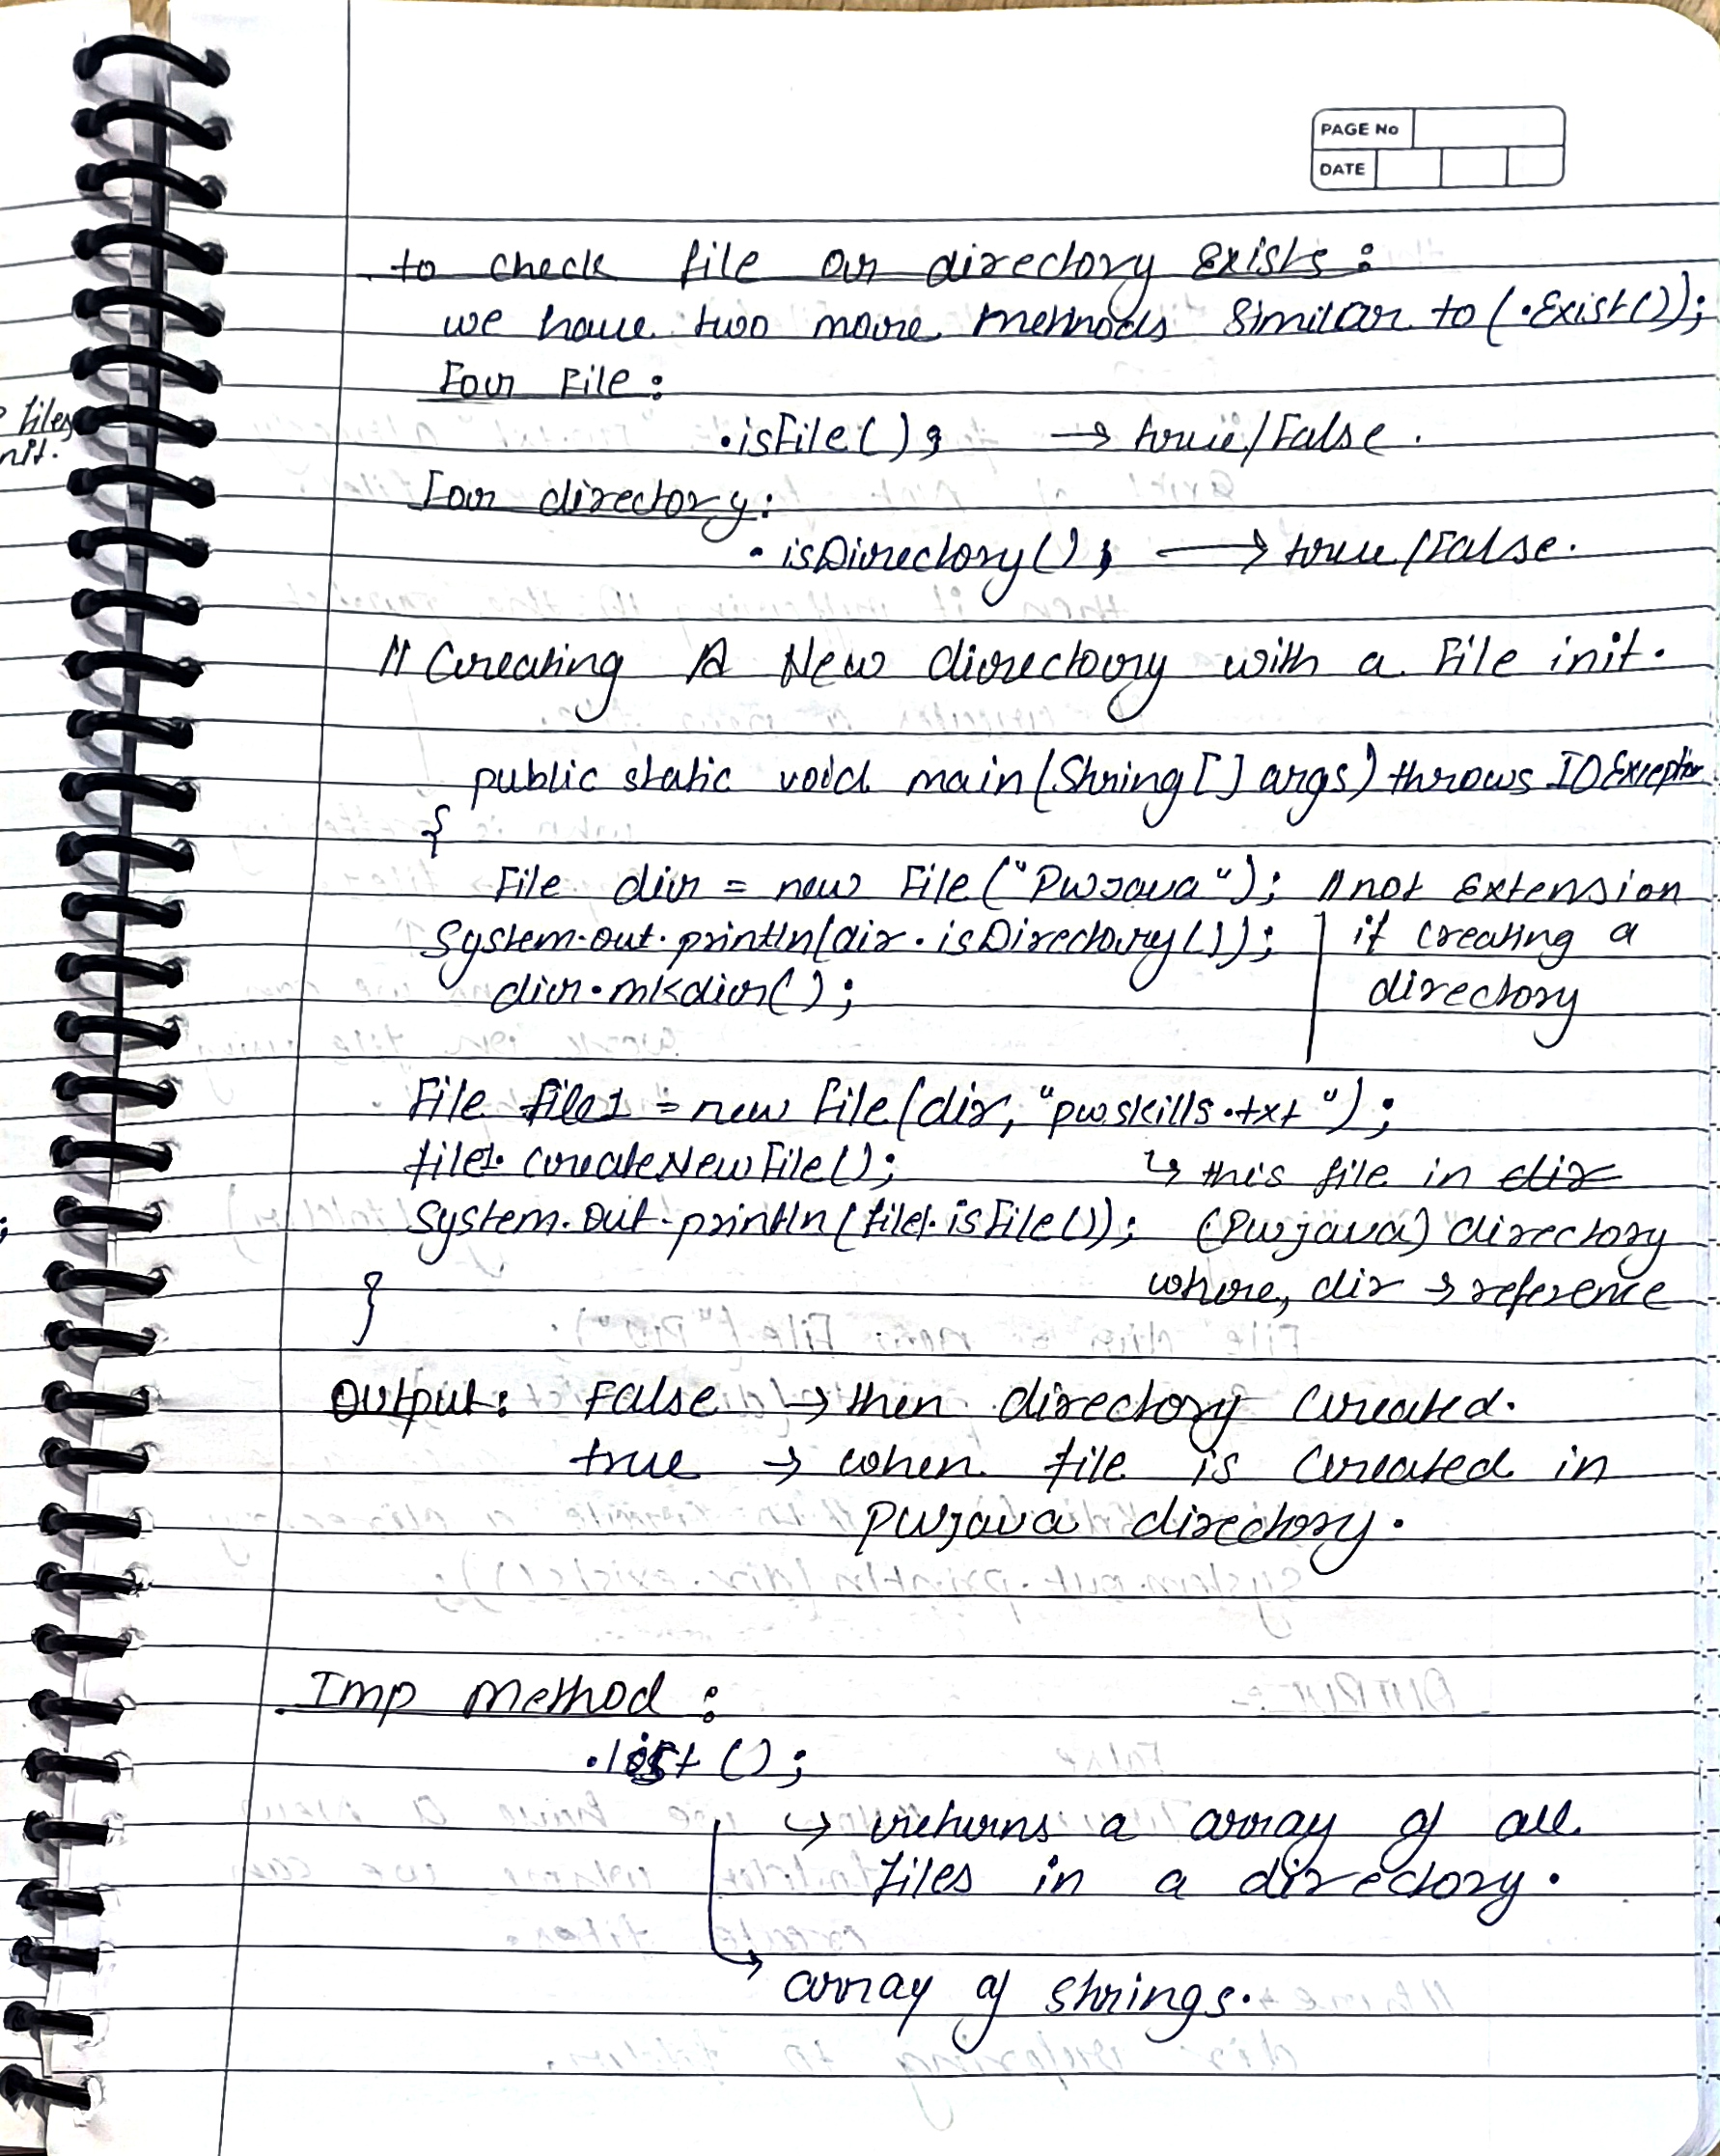 PAGE No
DATE
to check file or directory Exists :
we have two more methods Similar to (.Exist());
For File :
.isFile(); → true/False.
For directory:
.isDirectory(); → true/False.
// Creating A New directory with a File init.
public static void main(String[] args) throws IOException
{
File dir = new File("Pwjava"); // not Extension
System.out.println(dir.isDirectory()); if creating a
dir.mkdir(); directory
File file1 = new File(dir, "pwskills.txt");
file1.createNewFile(); ↳ this file in dir
System.out.println(file1.isFile()); (Pwjava) directory
where, dir → reference
}
Output: False → then directory Created.
true → when file is Created in
Pwjava directory.
Imp method :
.list();
↳ returns a array of all
files in a directory.
↳ array of strings.
files
nit.
;